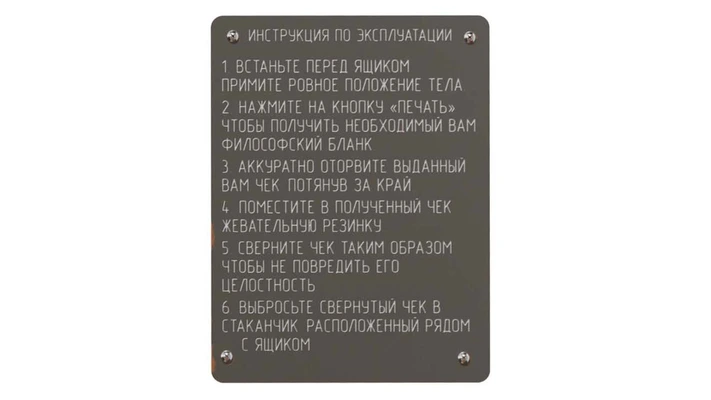 ИНСТРУКЦИЯ ПО ЭКСПЛУАТАЦИИ
1 ВСТАНЬТЕ ПЕРЕД ЯЩИКОМ
ПРИМИТЕ РОВНОЕ ПОЛОЖЕНИЕ ТЕЛА
2 НАЖМИТЕ НА КНОПКУ «ПЕЧАТЬ»
ЧТОБЫ ПОЛУЧИТЬ НЕОБХОДИМЫЙ ВАМ
ФИЛОСОФСКИЙ БЛАНК
3. АККУРАТНО ОТОРВИТЕ ВЫДАННЫЙ
ВАМ ЧЕК ПОТЯНУВ ЗА КРАЙ
4 ПОМЕСТИТЕ В ПОЛУЧЕННЫЙ ЧЕК
ЖЕВАТЕЛЬНУЮ РЕЗИНКУ
5 СВЕРНИТЕ ЧЕК ТАКИМ ОБРАЗОМ
ЧТОБЫ НЕ ПОВРЕДИТЬ ЕГО
ЦЕЛОСТНОСТЬ
6 ВЫБРОСЬТЕ СВЕРНУТЫЙ ЧЕК В
СТАКАНЧИК РАСПОЛОЖЕННЫЙ РЯДОМ
С ЯЩИКОМ